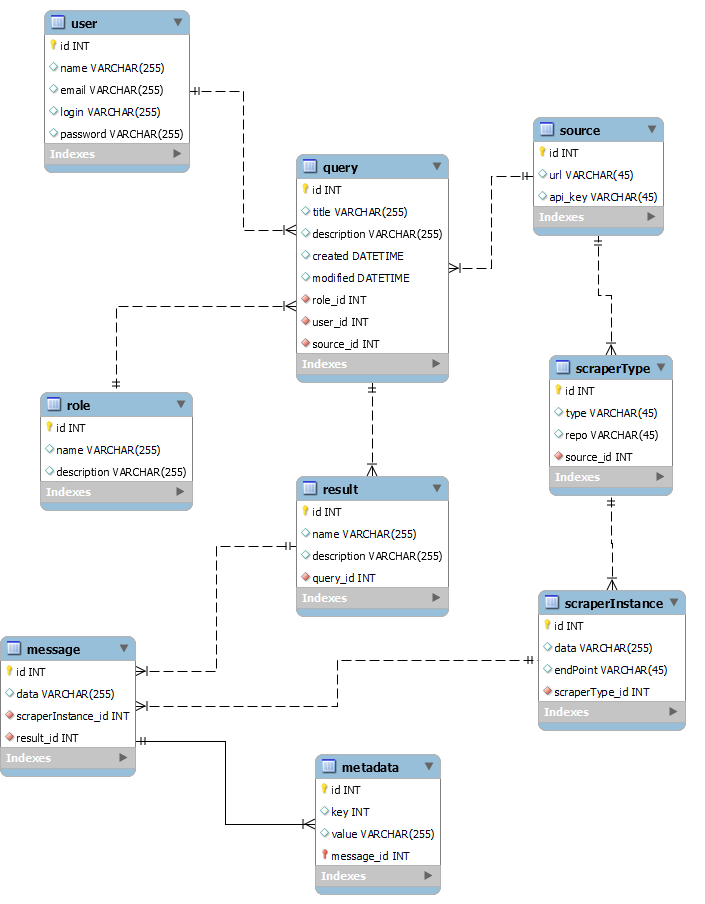 user
id INT
name VARCHAR(255)
email VARCHAR(255)
login VARCHAR(255)
password VARCHAR(255)
Indexes
query
id INT
title VARCHAR(255)
description VARCHAR(255)
created DATETIME
modified DATETIME
role_id INT
user_id INT
source_id INT
Indexes
source
id INT
url VARCHAR(45)
api_key VARCHAR(45)
Indexes
role
id INT
name VARCHAR(255)
description VARCHAR(255)
Indexes
scraperType
id INT
type VARCHAR(45)
repo VARCHAR(45)
source_id INT
Indexes
result
id INT
name VARCHAR(255)
description VARCHAR(255)
query_id INT
Indexes
scraperInstance
id INT
data VARCHAR(255)
endPoint VARCHAR(45)
scraperType_id INT
Indexes
message
id INT
data VARCHAR(255)
scraperInstance_id INT
result_id INT
Indexes
metadata
id INT
key INT
value VARCHAR(255)
message_id INT
Indexes